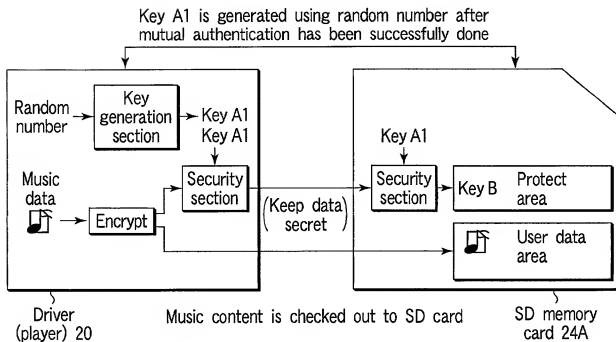 Key A1 is generated using random number after
mutual authentication has been successfully done
Random
number
Key
generation
section
Key A1
Key A1
Key A1
Music
data
Encrypt
Security
section
(Keep data)
secret
Security
section
Key B
Protect
area
User data
area
Driver
(player) 20
Music content is checked out to SD card
SD memory
card 24A